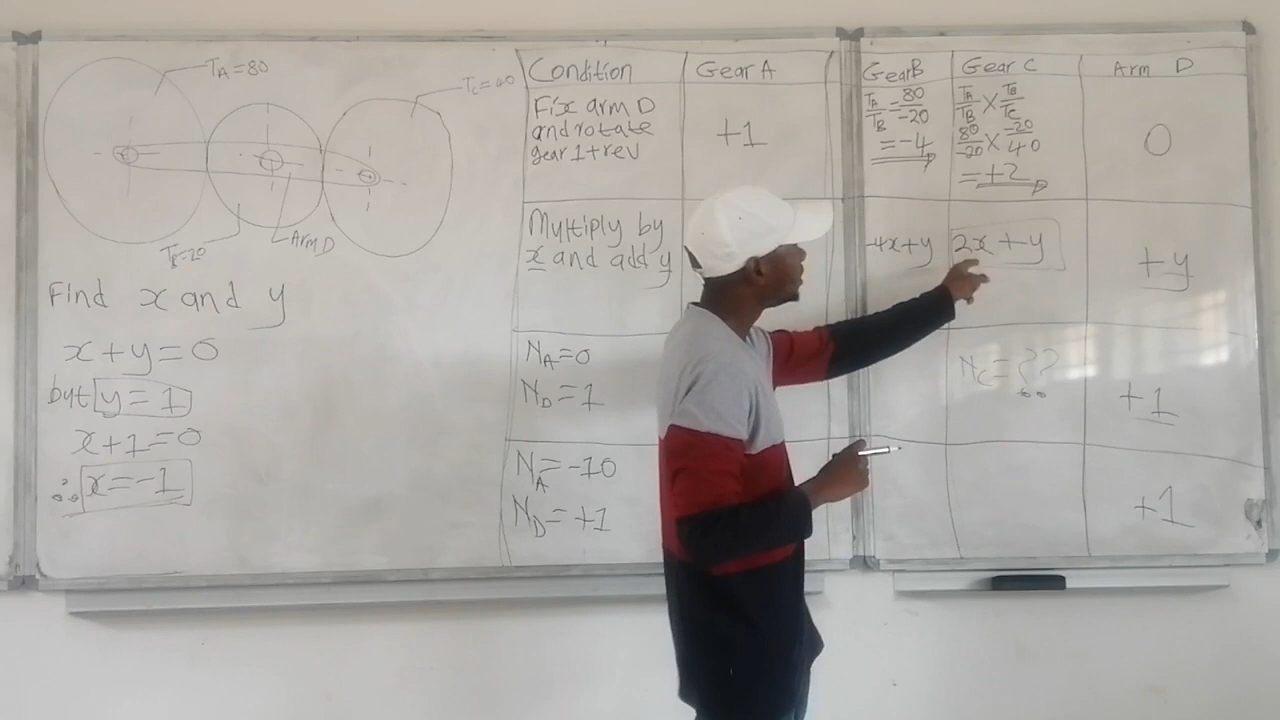 TA=80
TC=40
TB=20
Arm D
Find x and y
x+y=0
but y=1
x+1=0
∴ x=-1
Condition
Gear A
Gear B
Gear C
Arm D
Fix arm D
and rotate
gear 1+rev
+1
TA/TB = 80/-20
= -4
TA/TB × TB/TC
80/-20 × -20/40
= +2
0
Multiply by
x and add y
-4x+y
2x+y
+y
NA=0
ND=1
NC=??
+1
NA=-10
ND=+1
+1